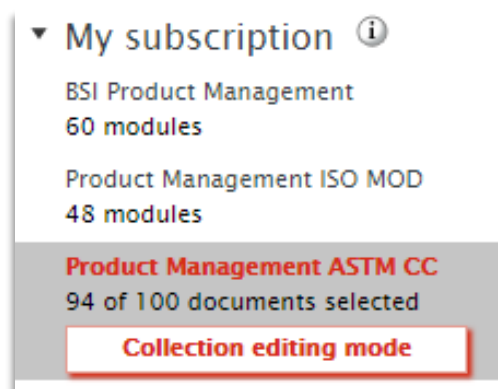 My subscription
BSI Product Management
60 modules
Product Management ISO MOD
48 modules
Product Management ASTM CC
94 of 100 documents selected
Collection editing mode